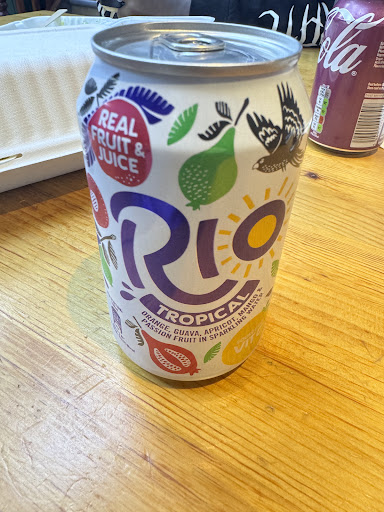 REAL
FRUIT &
JUICE
RIO
TROPICAL
ORANGE, GUAVA, APRICOT, MANGO &
PASSION FRUIT IN SPARKLING WATER
Cola